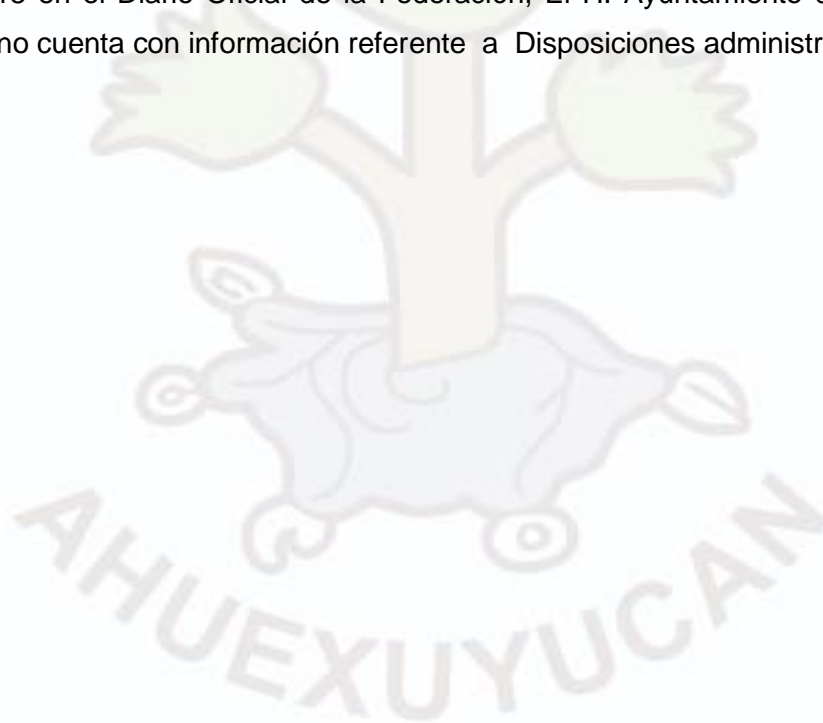 en el Diario Oficial de la Federación, El H. Ayuntamiento
no cuenta con información referente a Disposiciones
AHUEXUYUCAN